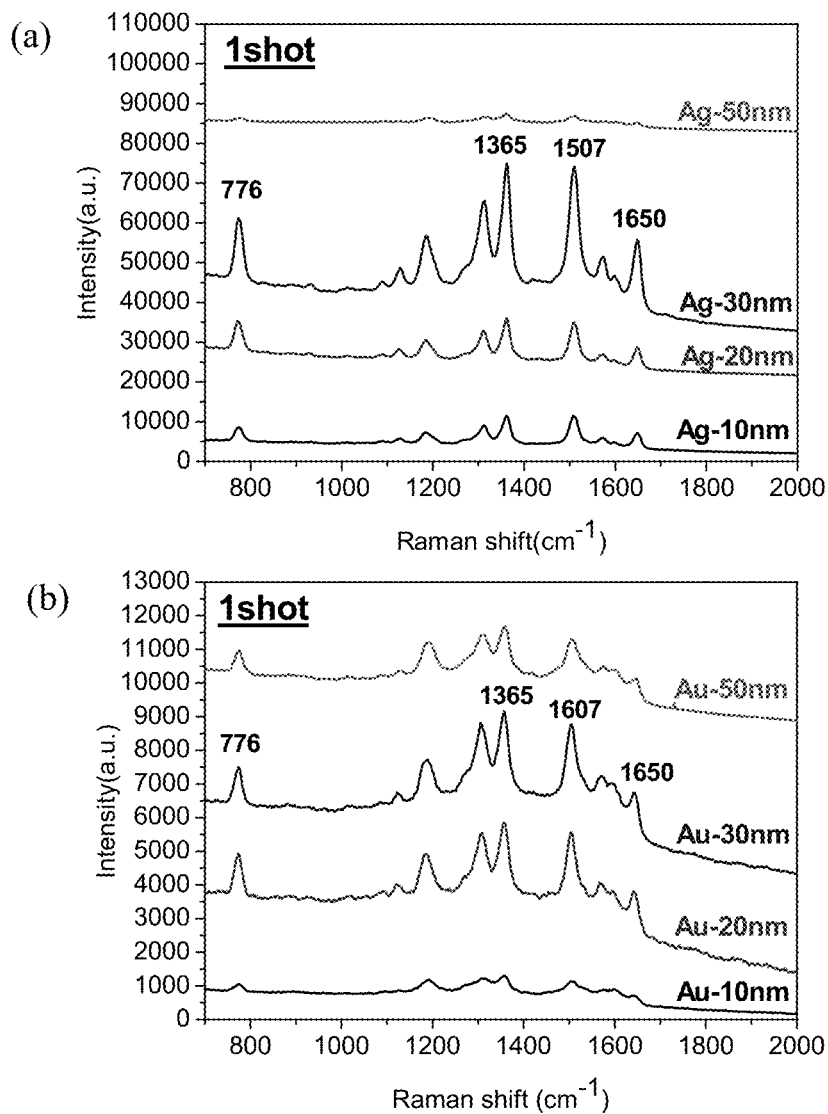 (a)
1shot
110000
100000
90000
80000
70000
60000
50000
40000
30000
20000
10000
0
Intensity(a.u.)
Ag-50nm
1365
1507
776
1650
Ag-30nm
Ag-20nm
Ag-10nm
800 1000 1200 1400 1600 1800 2000
Raman shift(cm⁻¹)
(b)
1shot
13000
12000
11000
10000
9000
8000
7000
6000
5000
4000
3000
2000
1000
0
Intensity(a.u.)
Au-50nm
1365
1607
776
1650
Au-30nm
Au-20nm
Au-10nm
800 1000 1200 1400 1600 1800 2000
Raman shift (cm⁻¹)